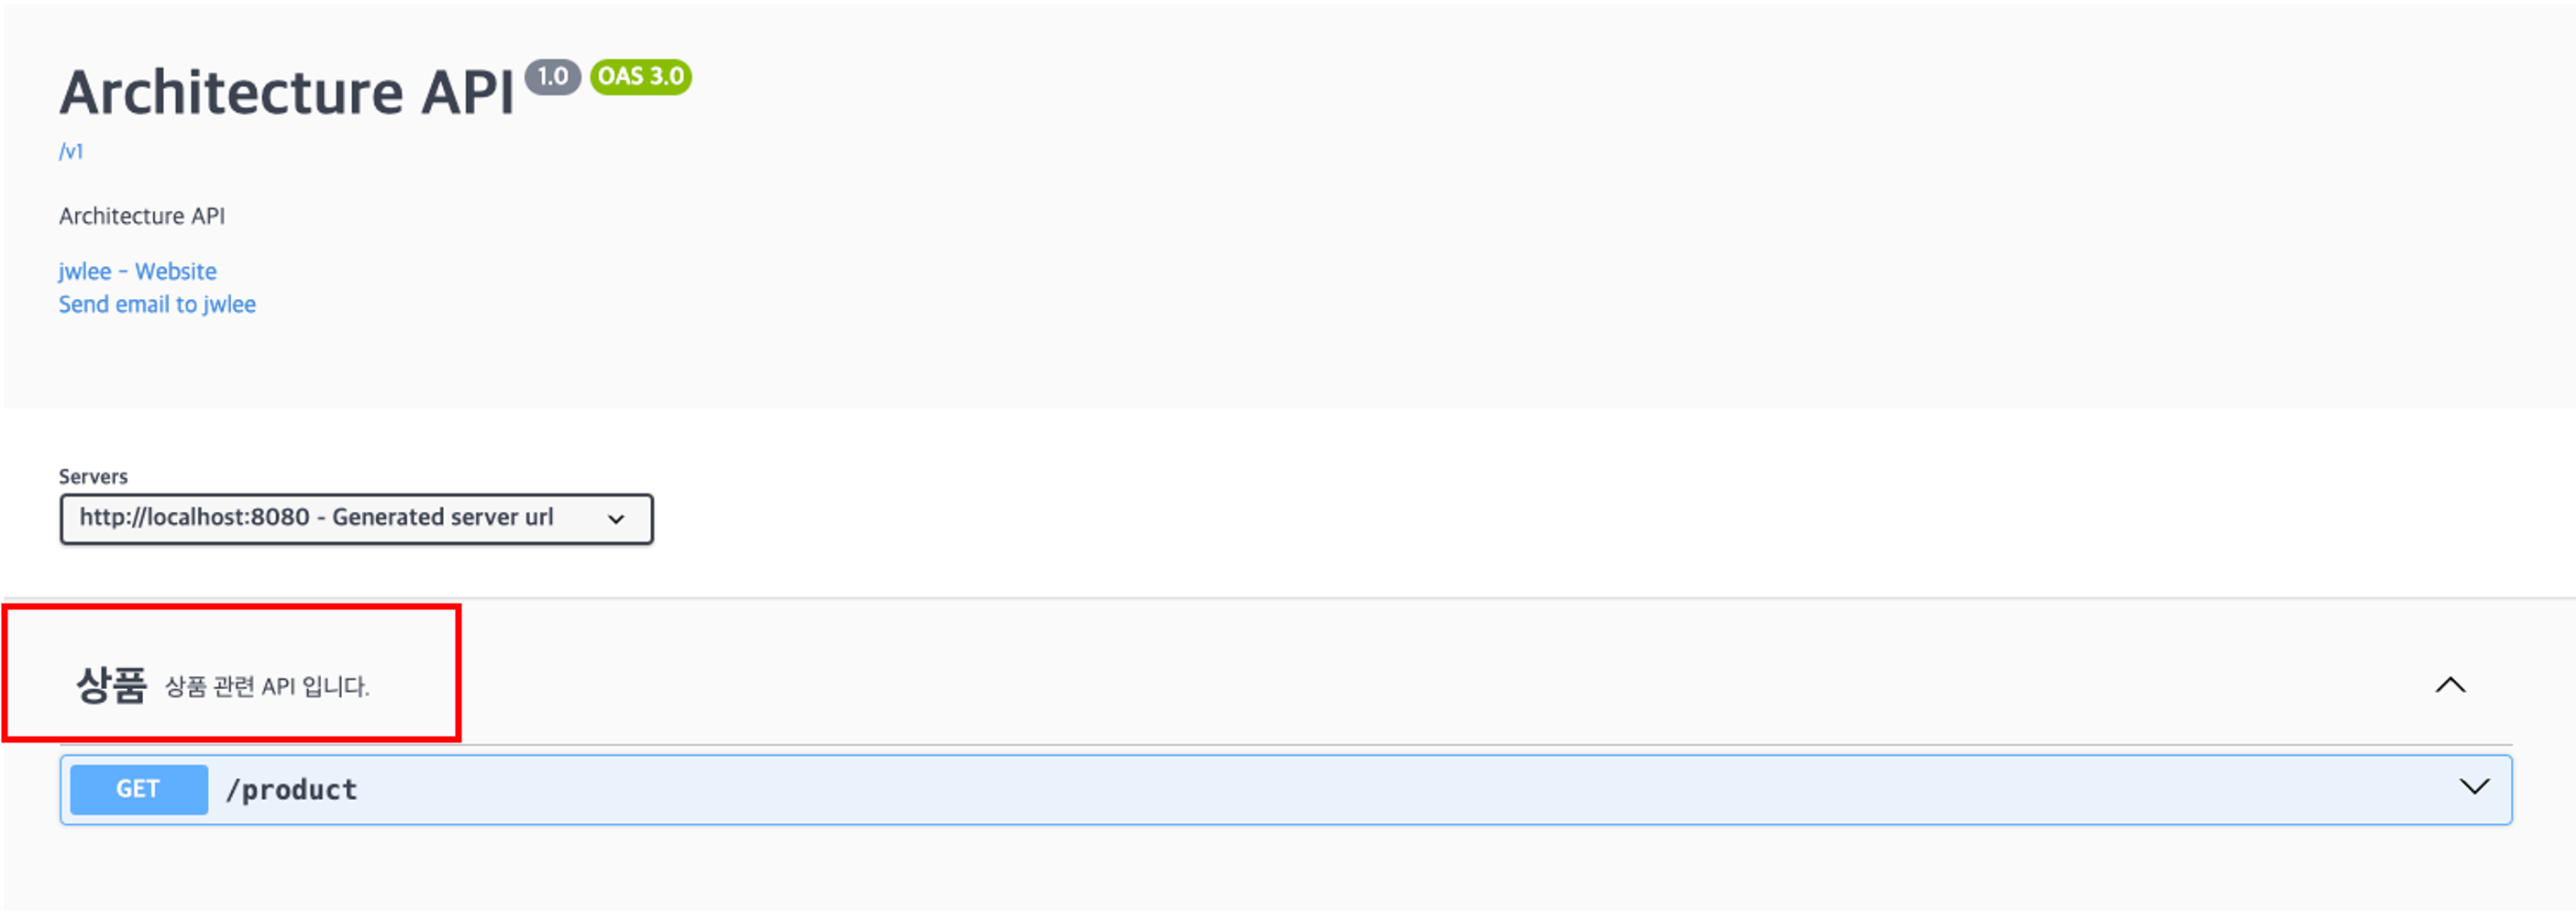 Architecture API 1.0 OAS 3.0
/v1
Architecture API
jwlee - Website
Send email to jwlee
Servers
http://localhost:8080 - Generated server url
상품 상품 관련 API 입니다.
GET /product